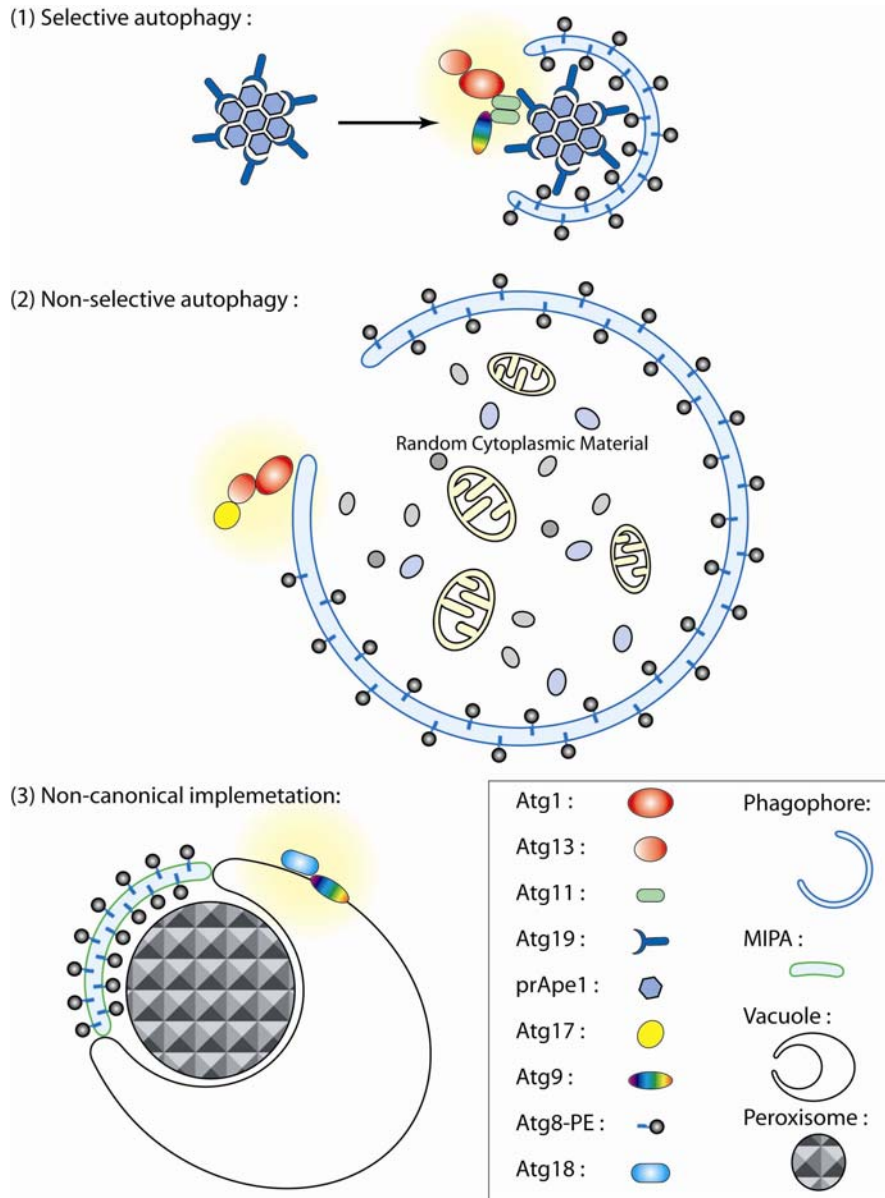 (1) Selective autophagy :
(2) Non-selective autophagy :
Random Cytoplasmic Material
(3) Non-canonical implemetation:
Atg1 :
Atg13 :
Atg11 :
Atg19 :
prApe1 :
Atg17 :
Atg9 :
Atg8-PE :
Atg18 :
Phagophore:
MIPA :
Vacuole :
Peroxisome :